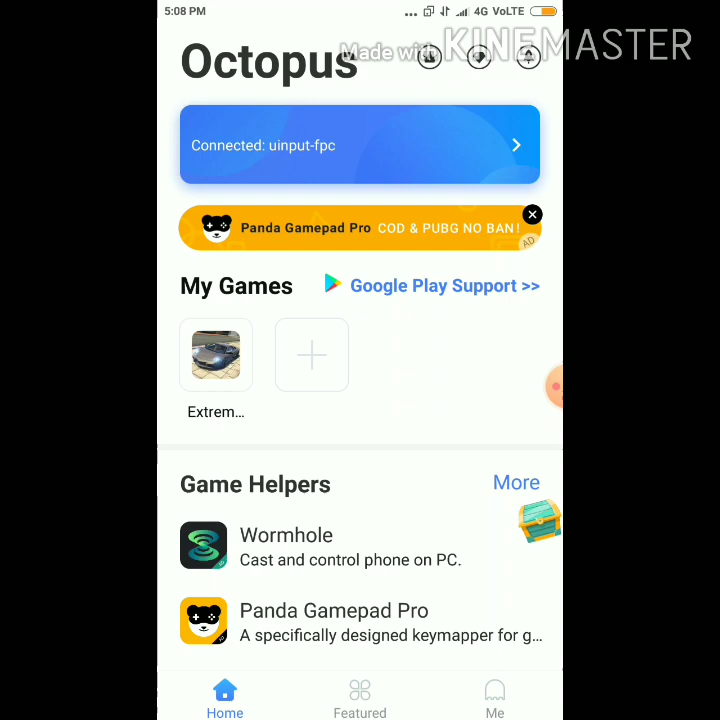 5:08 PM
... 4G VoLTE
Octopus
Made with KINEMASTER
Connected: uinput-fpc
Panda Gamepad Pro COD & PUBG NO BAN!
AD
My Games
Google Play Support >>
Extrem...
Game Helpers
More
Wormhole
Cast and control phone on PC.
Panda Gamepad Pro
A specifically designed keymapper for g...
Home
Featured
Me